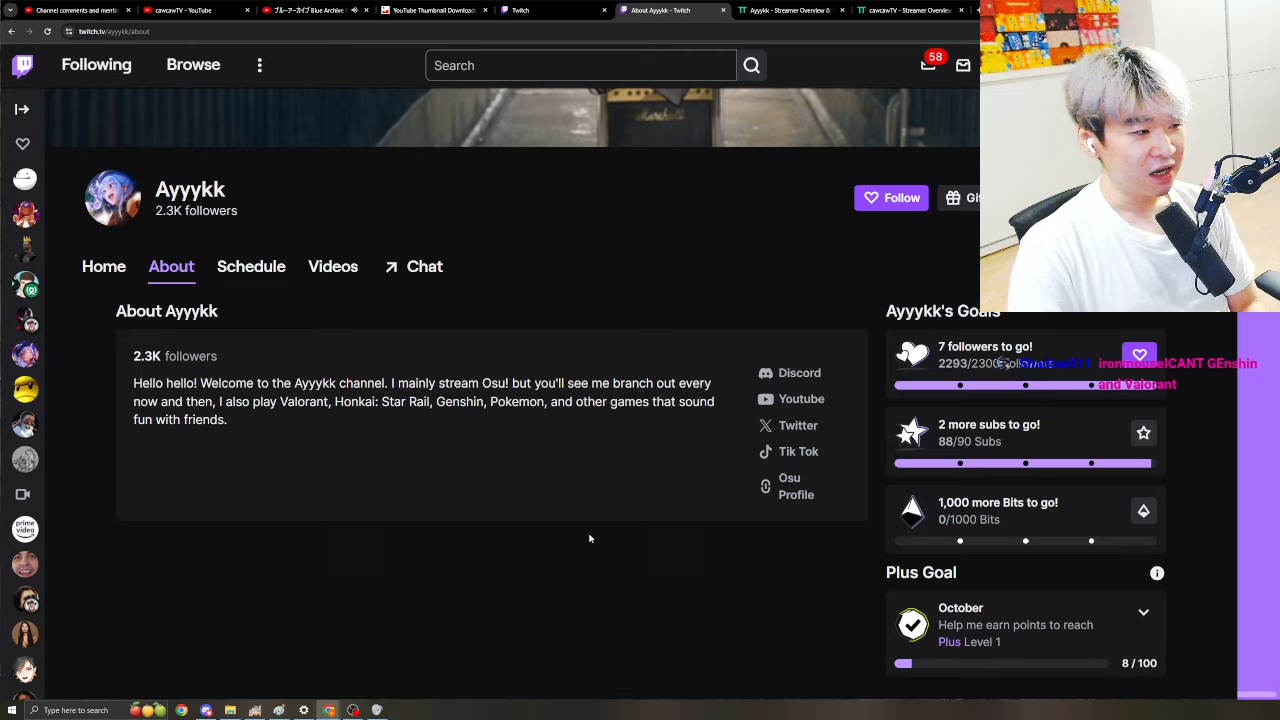 Channel comments and mentio
cawcawTV - YouTube
ブルーアーカイブ Blue Archive
YouTube Thumbnail Download
Twitch
About Ayyykk - Twitch
Ayyykk - Streamer Overview &
cawcawTV - Streamer Overview
twitch.tv/ayyykk/about
Following
Browse
Search
58
Marshall
Ayyykk
2.3K followers
Follow
Home
About
Schedule
Videos
Chat
About Ayyykk
2.3K followers
Hello hello! Welcome to the Ayyykk channel. I mainly stream Osu! but you'll see me branch out every
now and then, I also play Valorant, Honkai: Star Rail, Genshin, Pokemon, and other games that sound
fun with friends.
Discord
Youtube
Twitter
Tik Tok
Osu
Profile
Ayyykk's Goals
7 followers to go!
2293/2300
ironmouseICANT GEnshin
and Valorant
2 more subs to go!
88/90 Subs
1,000 more Bits to go!
0/1000 Bits
Plus Goal
October
Help me earn points to reach
Plus Level 1
8 / 100
prime video
Type here to search